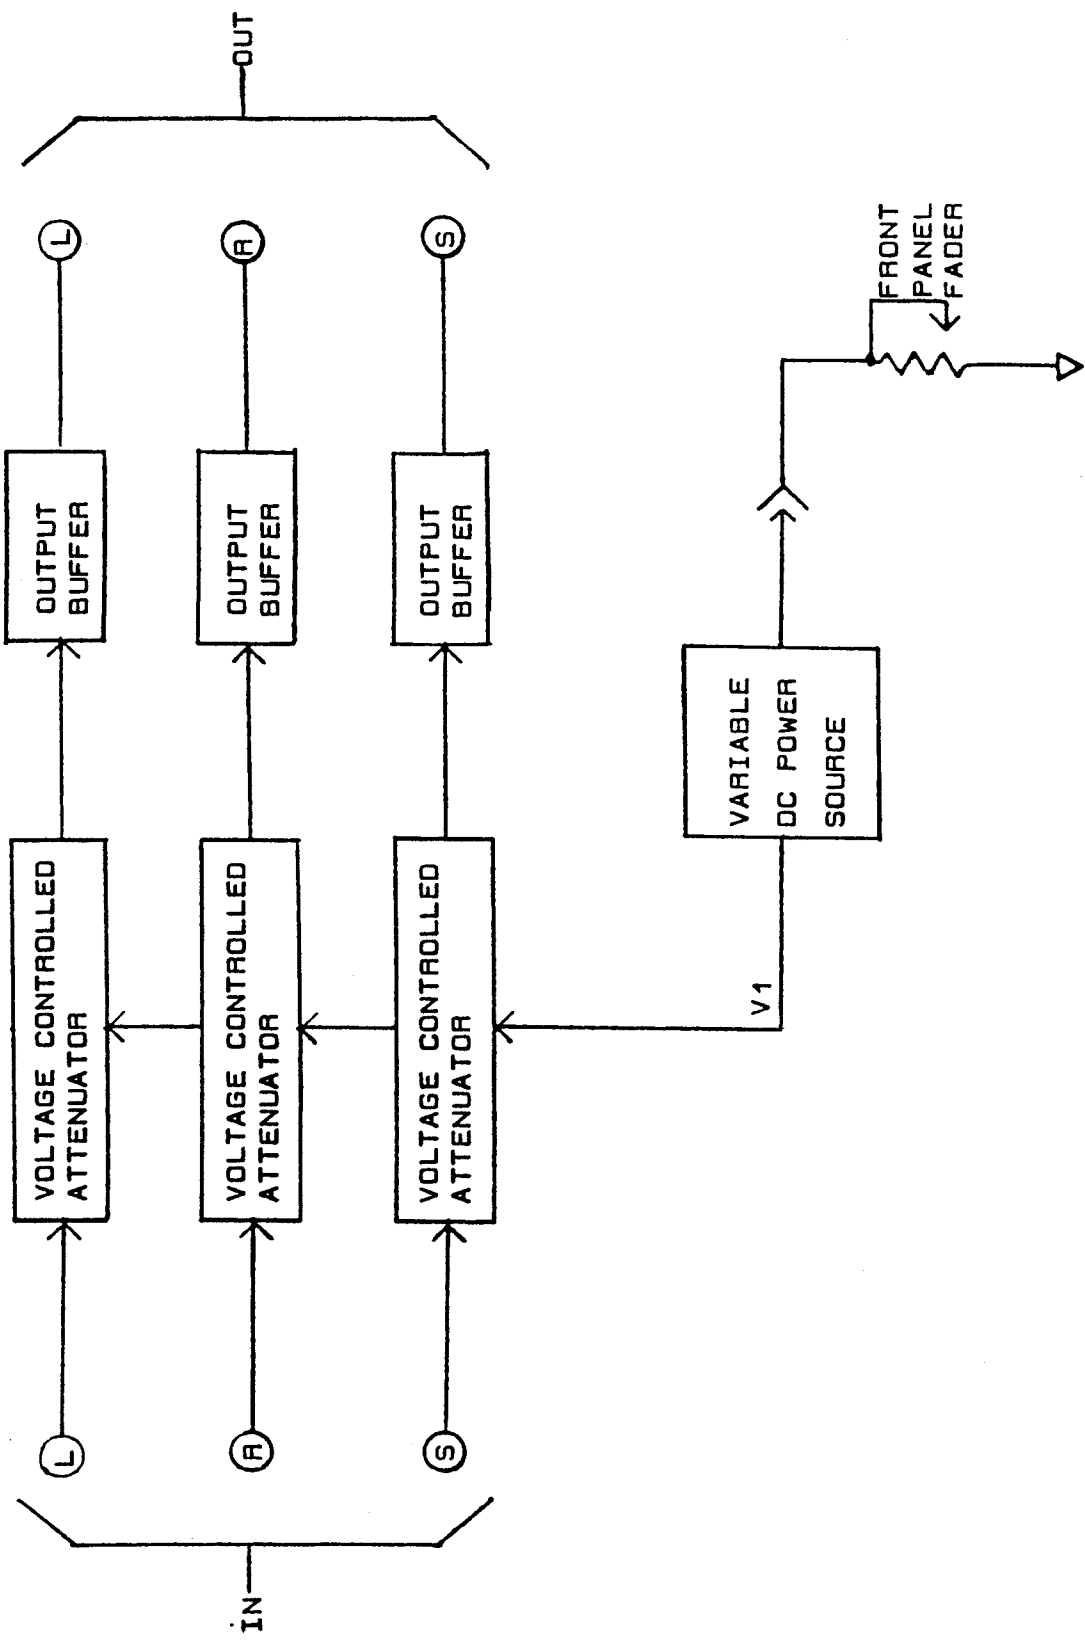 IN
OUT
L
VOLTAGE CONTROLLED
ATTENUATOR
OUTPUT
BUFFER
L
R
VOLTAGE CONTROLLED
ATTENUATOR
OUTPUT
BUFFER
R
S
VOLTAGE CONTROLLED
ATTENUATOR
OUTPUT
BUFFER
S
V1
VARIABLE
DC POWER
SOURCE
FRONT
PANEL
FADER